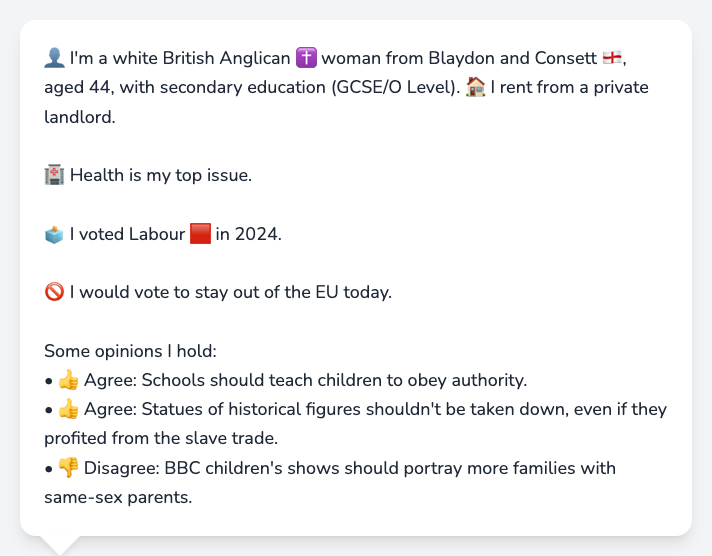 👤 I'm a white British Anglican ✝️ woman from Blaydon and Consett 🏴󠁧󠁢󠁥󠁮󠁧󠁿,
aged 44, with secondary education (GCSE/O Level). 🏠 I rent from a private
landlord.
🏥 Health is my top issue.
🗳️ I voted Labour 🟥 in 2024.
🚫 I would vote to stay out of the EU today.
Some opinions I hold:
• 👍 Agree: Schools should teach children to obey authority.
• 👍 Agree: Statues of historical figures shouldn't be taken down, even if they
profited from the slave trade.
• 👎 Disagree: BBC children's shows should portray more families with
same-sex parents.